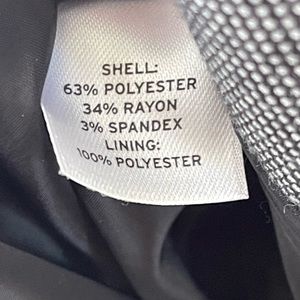 SHELL:
63% POLYESTER
34% RAYON
3% SPANDEX
LINING:
100% POLYESTER